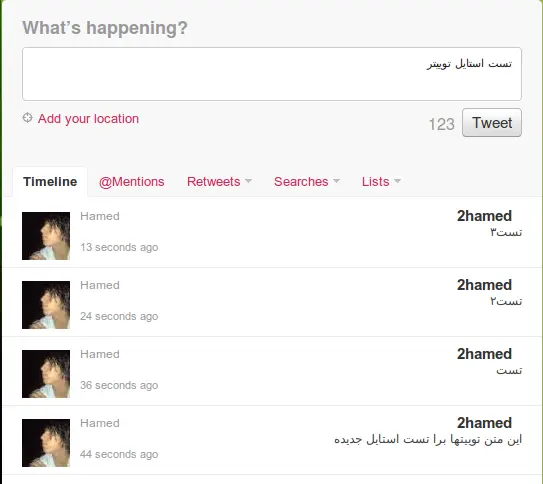 What's happening?
تست استایل توییتر
Add your location
123 Tweet
Timeline @Mentions Retweets Searches Lists
Hamed 2hamed
تست۳
13 seconds ago
Hamed 2hamed
تست۲
24 seconds ago
Hamed 2hamed
تست
36 seconds ago
Hamed 2hamed
این متن توییتها برا تست استایل جدیده
44 seconds ago